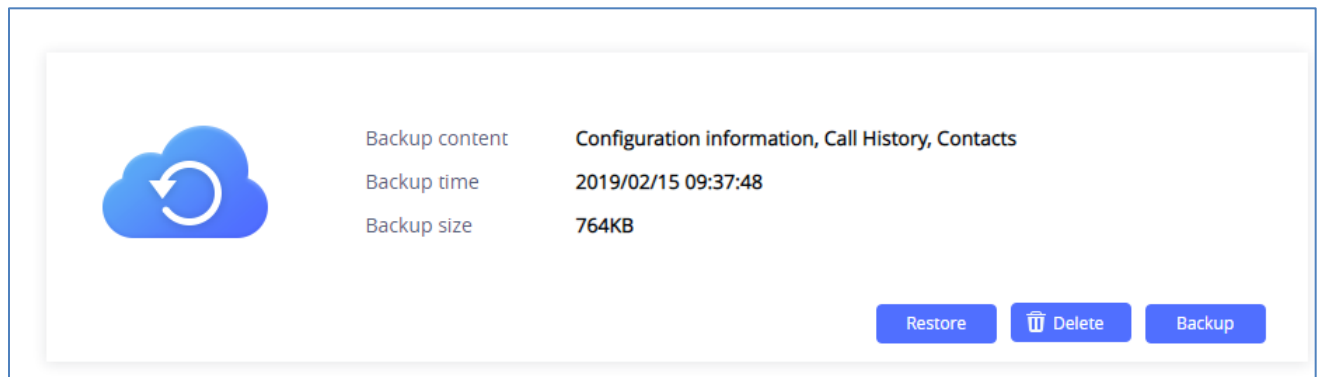 Backup content Configuration information, Call History, Contacts
Backup time 2019/02/15 09:37:48
Backup size 764KB
Restore Delete Backup